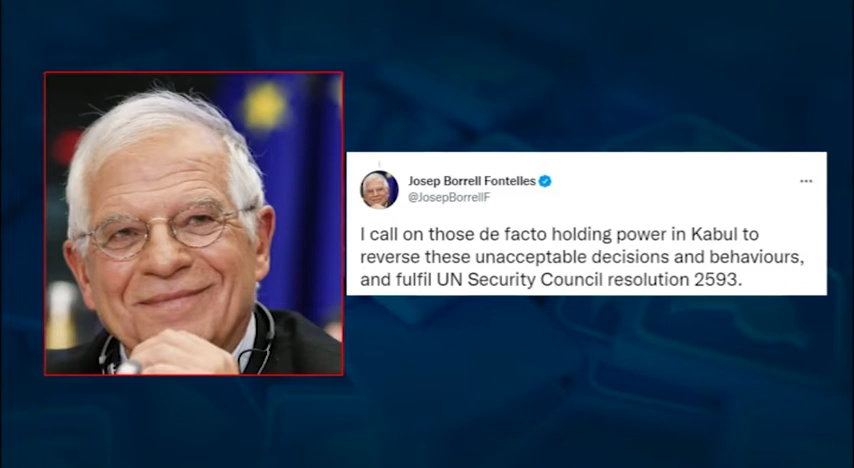 Josep Borrell Fontelles
@JosepBorrellF
I call on those de facto holding power in Kabul to
reverse these unacceptable decisions and behaviours,
and fulfil UN Security Council resolution 2593.